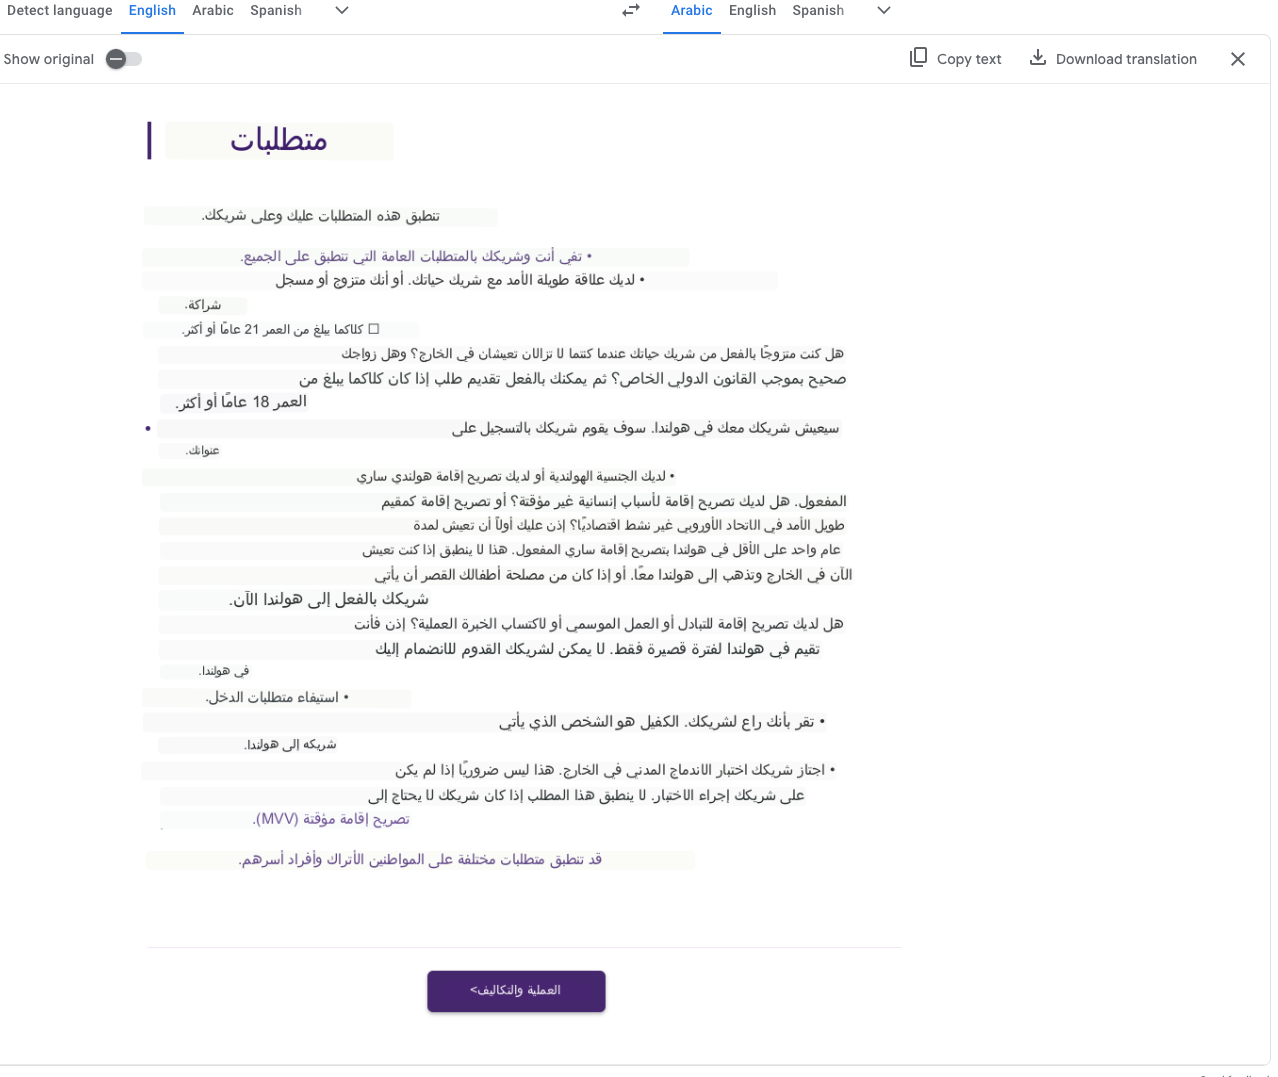 Detect language English Arabic Spanish Arabic English Spanish
Show original Copy text Download translation
متطلبات
تنطبق هذه المتطلبات عليك وعلى شريكك.
• تفي أنت وشريكك بالمتطلبات العامة التي تنطبق على الجميع.
• لديك علاقة طويلة الأمد مع شريك حياتك. أو أنك متزوج أو مسجل
شراكة.
☐ كلاكما يبلغ من العمر 21 عامًا أو أكثر.
هل كنت متزوجًا بالفعل من شريك حياتك عندما كنتما لا تزالان تعيشان في الخارج؟ وهل زواجك
صحيح بموجب القانون الدولي الخاص؟ ثم يمكنك بالفعل تقديم طلب إذا كان كلاكما يبلغ من
العمر 18 عامًا أو أكثر.
• سيعيش شريكك معك في هولندا. سوف يقوم شريكك بالتسجيل على
عنوانك.
• لديك الجنسية الهولندية أو لديك تصريح إقامة هولندي ساري
المفعول. هل لديك تصريح إقامة لأسباب إنسانية غير مؤقتة؟ أو تصريح إقامة كمقيم
طويل الأمد في الاتحاد الأوروبي غير نشط اقتصاديًا؟ إذن عليك أولاً أن تعيش لمدة
عام واحد على الأقل في هولندا بتصريح إقامة ساري المفعول. هذا لا ينطبق إذا كنت تعيش
الآن في الخارج وتذهب إلى هولندا معًا. أو إذا كان من مصلحة أطفالك القصر أن يأتي
شريكك بالفعل إلى هولندا الآن.
هل لديك تصريح إقامة للتبادل أو العمل الموسمي أو لاكتساب الخبرة العملية؟ إذن فأنت
تقيم في هولندا لفترة قصيرة فقط. لا يمكن لشريكك القدوم للانضمام إليك
في هولندا.
• استيفاء متطلبات الدخل.
• تقر بأنك راع لشريكك. الكفيل هو الشخص الذي يأتي
شريكه إلى هولندا.
• اجتاز شريكك اختبار الاندماج المدني في الخارج. هذا ليس ضروريًا إذا لم يكن
على شريكك إجراء الاختبار. لا ينطبق هذا المطلب إذا كان شريكك لا يحتاج إلى
تصريح إقامة مؤقتة (MVV).
قد تنطبق متطلبات مختلفة على المواطنين الأتراك وأفراد أسرهم.
العملية والتكاليف>